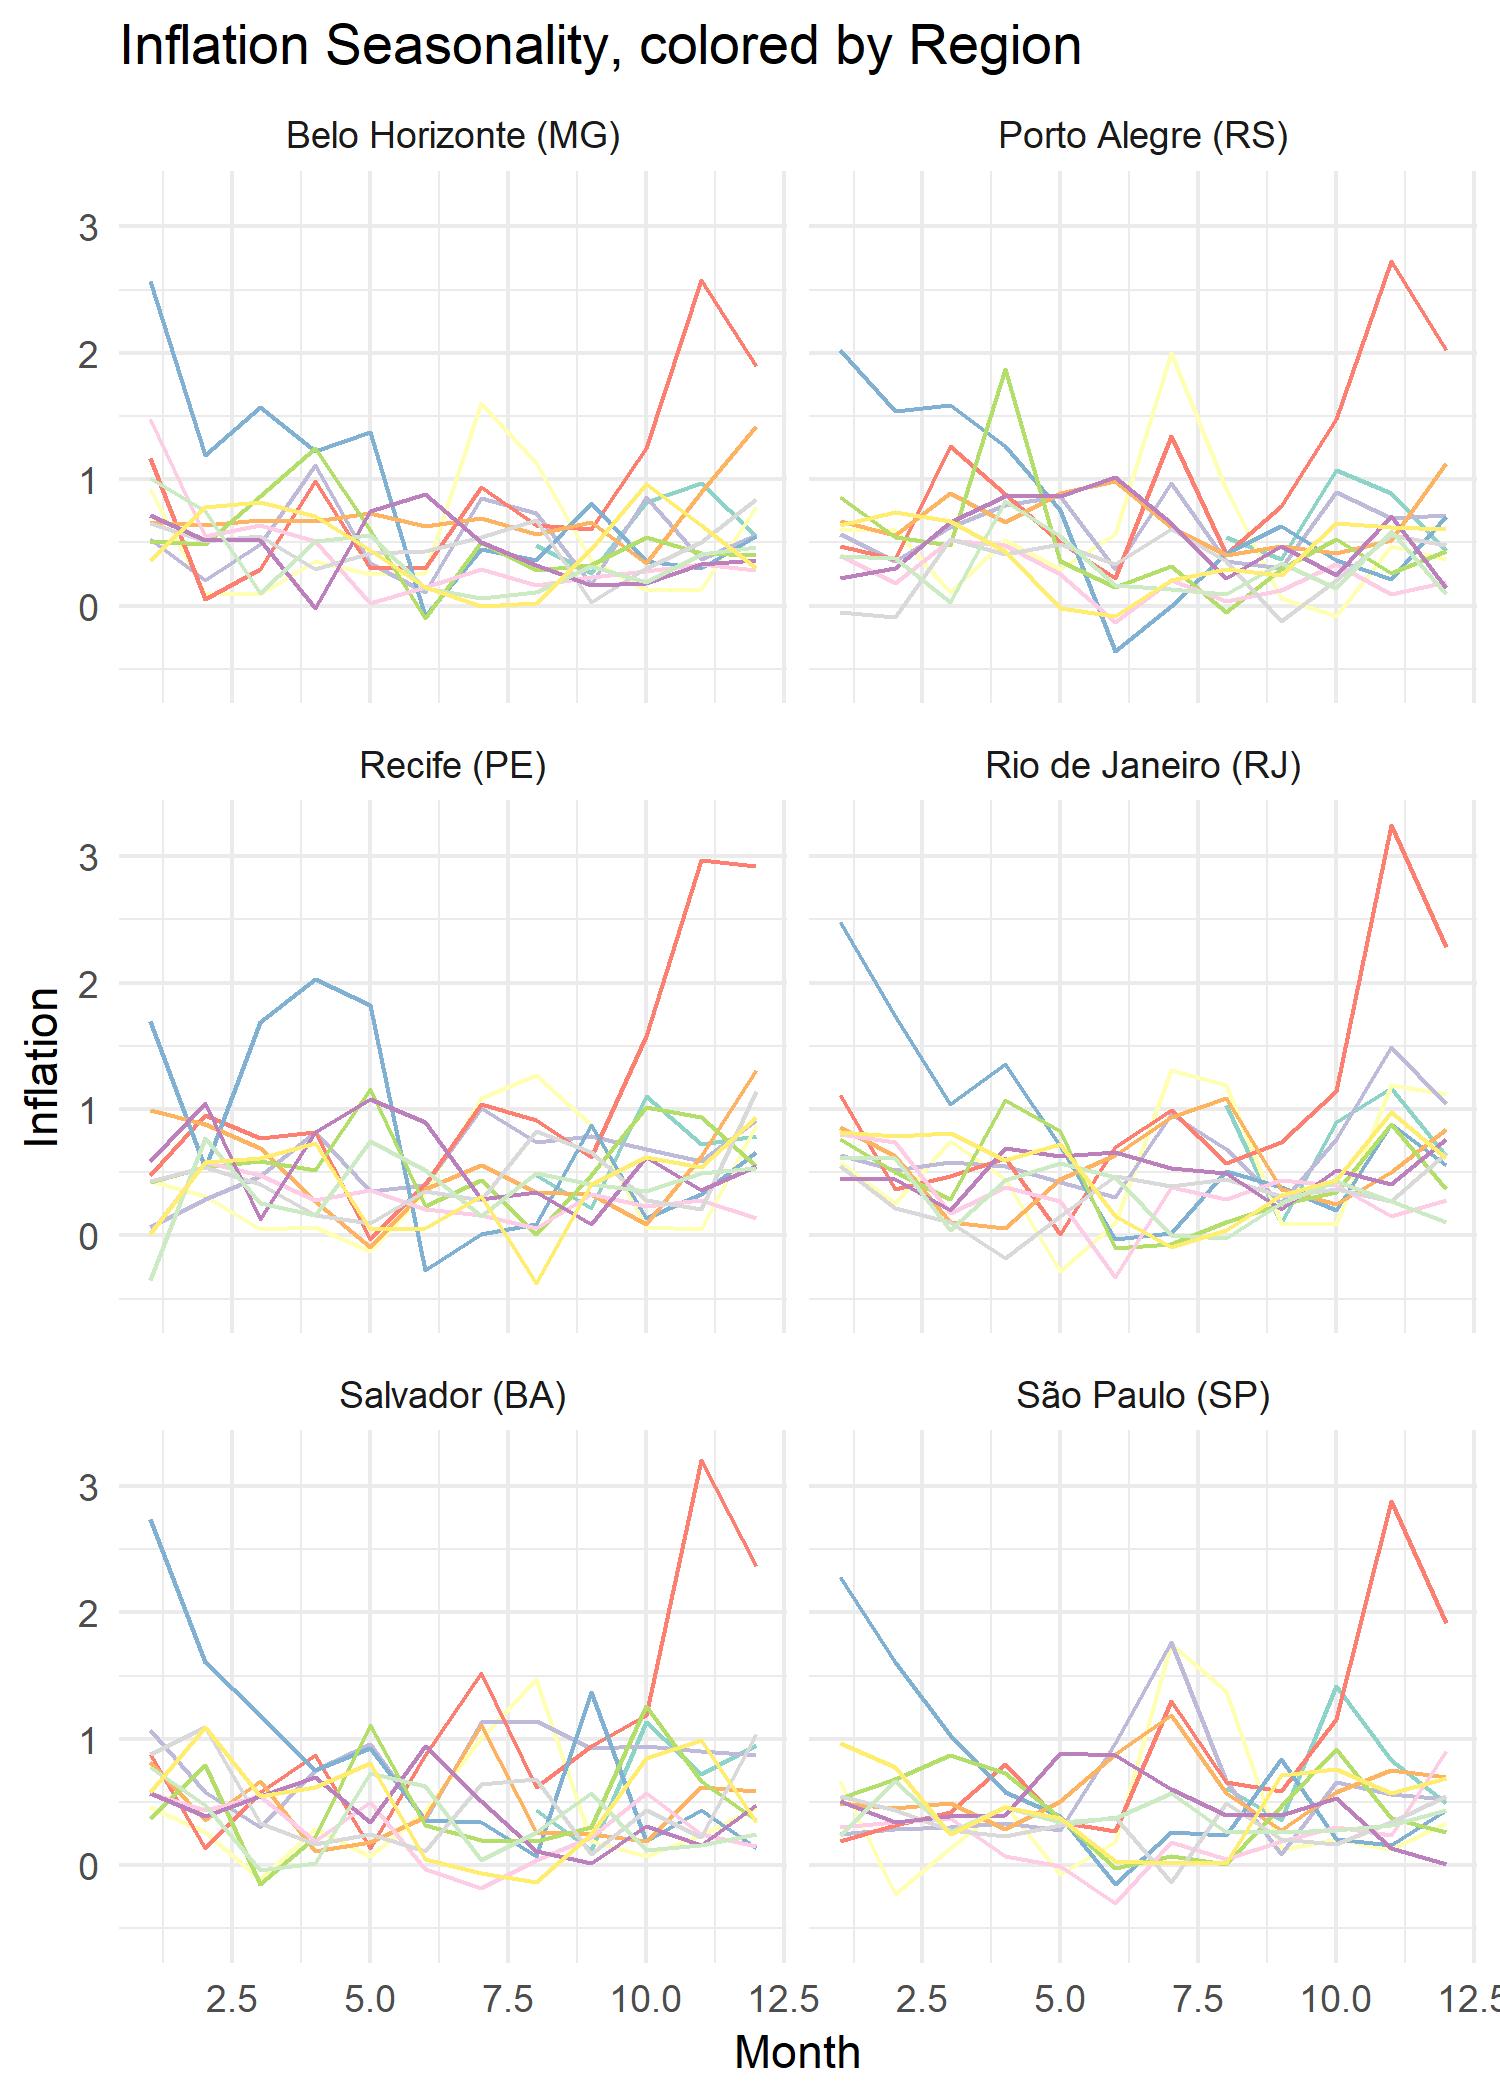 Inflation Seasonality, colored by Region
Belo Horizonte (MG)
Porto Alegre (RS)
3
2
1
0
Recife (PE)
Rio de Janeiro (RJ)
3
2
1
0
Inflation
Salvador (BA)
São Paulo (SP)
3
2
1
0
2.5 5.0 7.5 10.0 12.5 2.5 5.0 7.5 10.0 12.5
Month